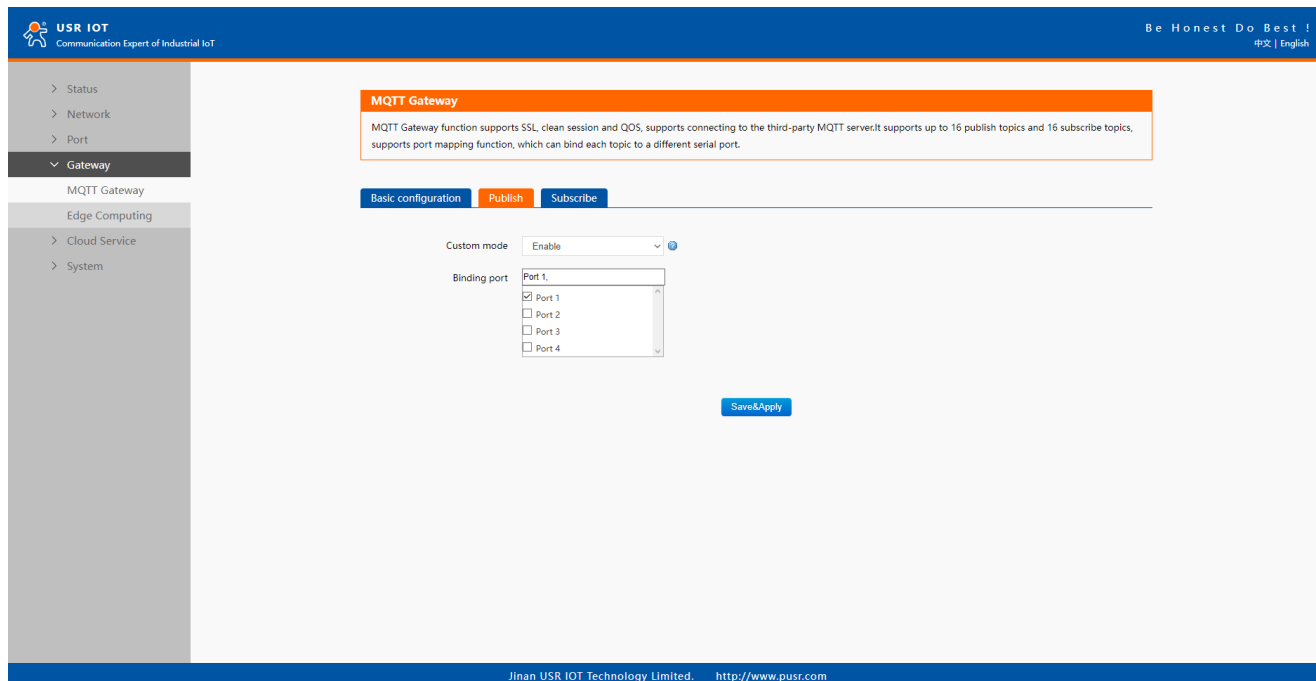 USR IOT
Communication Expert of Industrial IoT
Be Honest Do Best !
中文 | English
Status
Network
Port
Gateway
MQTT Gateway
Edge Computing
Cloud Service
System
MQTT Gateway
MQTT Gateway function supports SSL, clean session and QOS, supports connecting to the third-party MQTT server.It supports up to 16 publish topics and 16 subscribe topics,
supports port mapping function, which can bind each topic to a different serial port.
Basic configuration Publish Subscribe
Custom mode Enable
Binding port Port 1,
Port 1
Port 2
Port 3
Port 4
Save&Apply
Jinan USR IOT Technology Limited. http://www.pusr.com